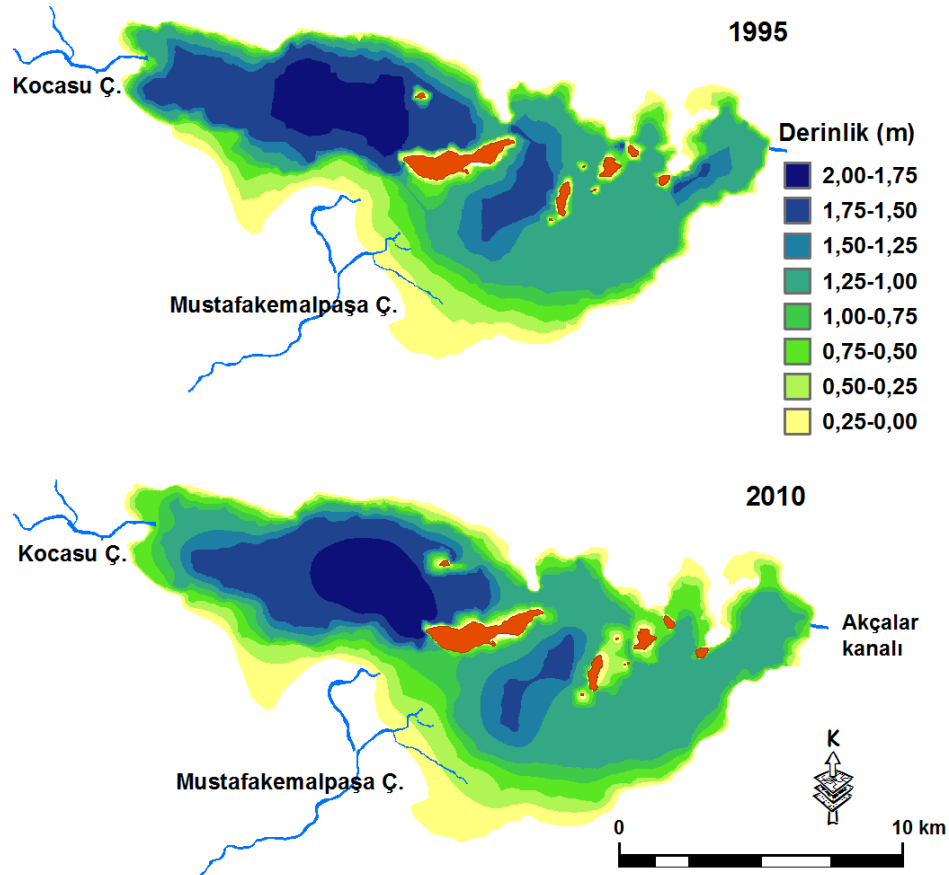 1995
Kocasu Ç.
Mustafakemalpaşa Ç.
Derinlik (m)
2,00-1,75
1,75-1,50
1,50-1,25
1,25-1,00
1,00-0,75
0,75-0,50
0,50-0,25
0,25-0,00
2010
Kocasu Ç.
Akçalar
kanalı
Mustafakemalpaşa Ç.
K
0 10 km